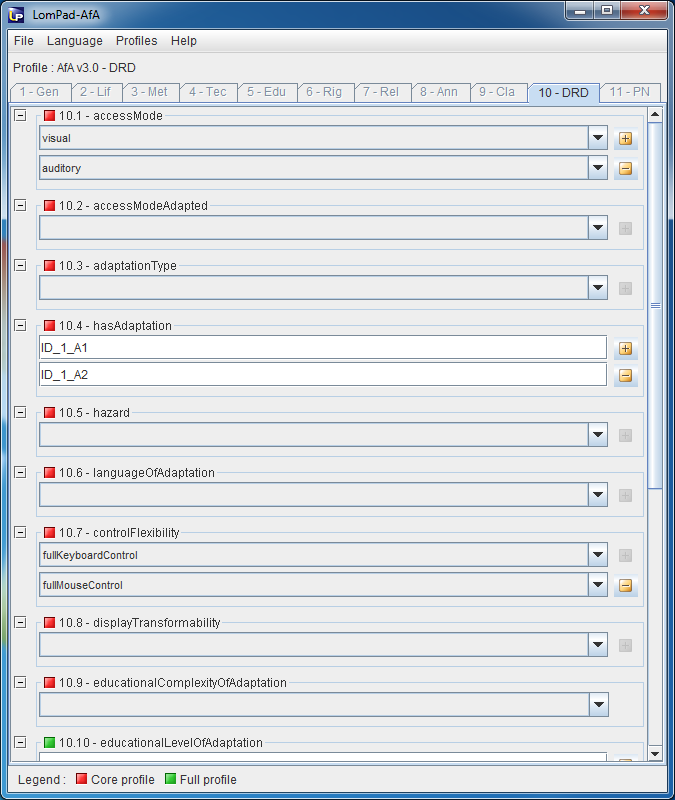 LP LomPad-AfA
File Language Profiles Help
Profile : AfA v3.0 - DRD
1 - Gen 2 - Lif 3 - Met 4 - Tec 5 - Edu 6 - Rig 7 - Rel 8 - Ann 9 - Cla 10 - DRD 11 - PN
10.1 - accessMode
visual
auditory
10.2 - accessModeAdapted
10.3 - adaptationType
10.4 - hasAdaptation
ID_1_A1
ID_1_A2
10.5 - hazard
10.6 - languageOfAdaptation
10.7 - controlFlexibility
fullKeyboardControl
fullMouseControl
10.8 - displayTransformability
10.9 - educationalComplexityOfAdaptation
10.10 - educationalLevelOfAdaptation
Legend : Core profile Full profile